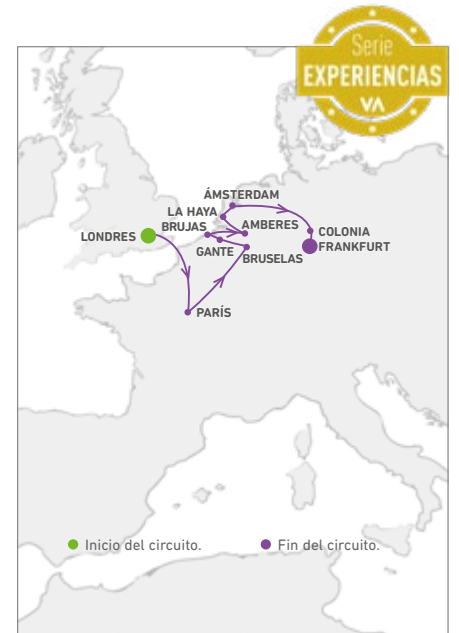 Serie
EXPERIENCIAS
VA
ÁMSTERDAM
LA HAYA
BRUJAS
AMBERES
COLONIA
LONDRES
FRANKFURT
GANTE
BRUSELAS
PARÍS
Inicio del circuito.
Fin del circuito.